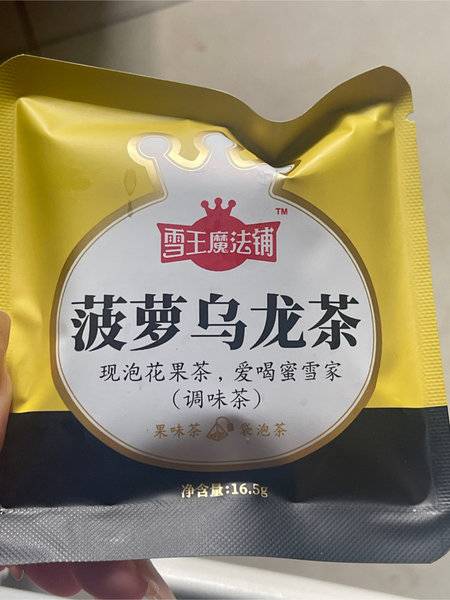 雪王魔法铺 TM
菠萝乌龙茶
现泡花果茶，爱喝蜜雪家
（调味茶）
果味茶 袋泡茶
净含量:16.5g